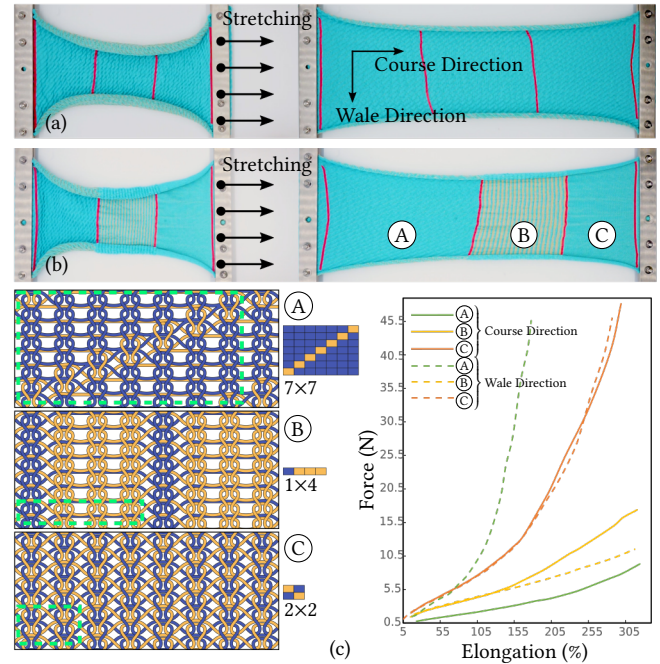 Stretching
Course Direction
Wale Direction
(a)
Stretching
(b)
A
B
C
A
7×7
B
1×4
C
2×2
(c)
Force (N)
45.5
40.5
35.5
30.5
25.5
20.5
15.5
10.5
5.5
0.5
A
B
C
Course Direction
A
B
C
Wale Direction
5
55
105
155
205
255
305
Elongation (%)